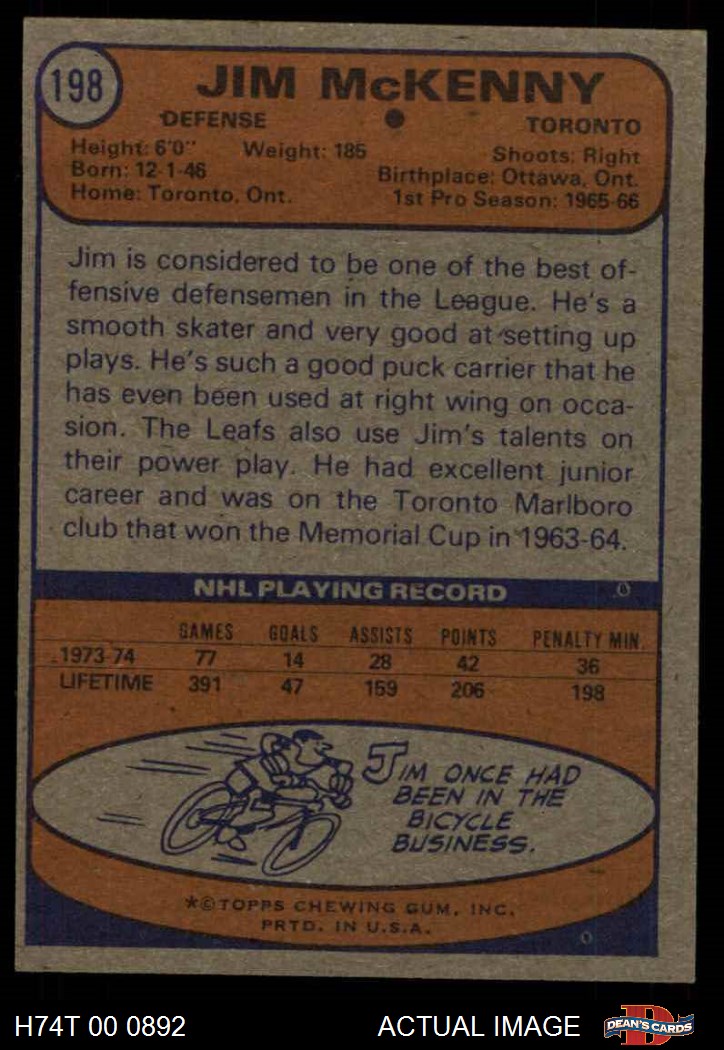 198
JIM McKENNY
DEFENSE
TORONTO
Height: 6'0" Weight: 185
Shoots: Right
Born: 12-1-46
Birthplace: Ottawa, Ont.
Home: Toronto, Ont.
1st Pro Season: 1965-66
Jim is considered to be one of the best of-
fensive defensemen in the League. He's a
smooth skater and very good at setting up
plays. He's such a good puck carrier that he
has even been used at right wing on occa-
sion. The Leafs also use Jim's talents on
their power play. He had excellent junior
career and was on the Toronto Marlboro
club that won the Memorial Cup in 1963-64.
NHL PLAYING RECORD
GAMES GOALS ASSISTS POINTS PENALTY MIN.
1973-74 77 14 28 42 36
LIFETIME 391 47 159 206 198
JIM ONCE HAD
BEEN IN THE
BICYCLE
BUSINESS.
*©TOPPS CHEWING GUM, INC.
PRTD. IN U.S.A.
H74T 00 0892
ACTUAL IMAGE
D
DEAN'S CARDS